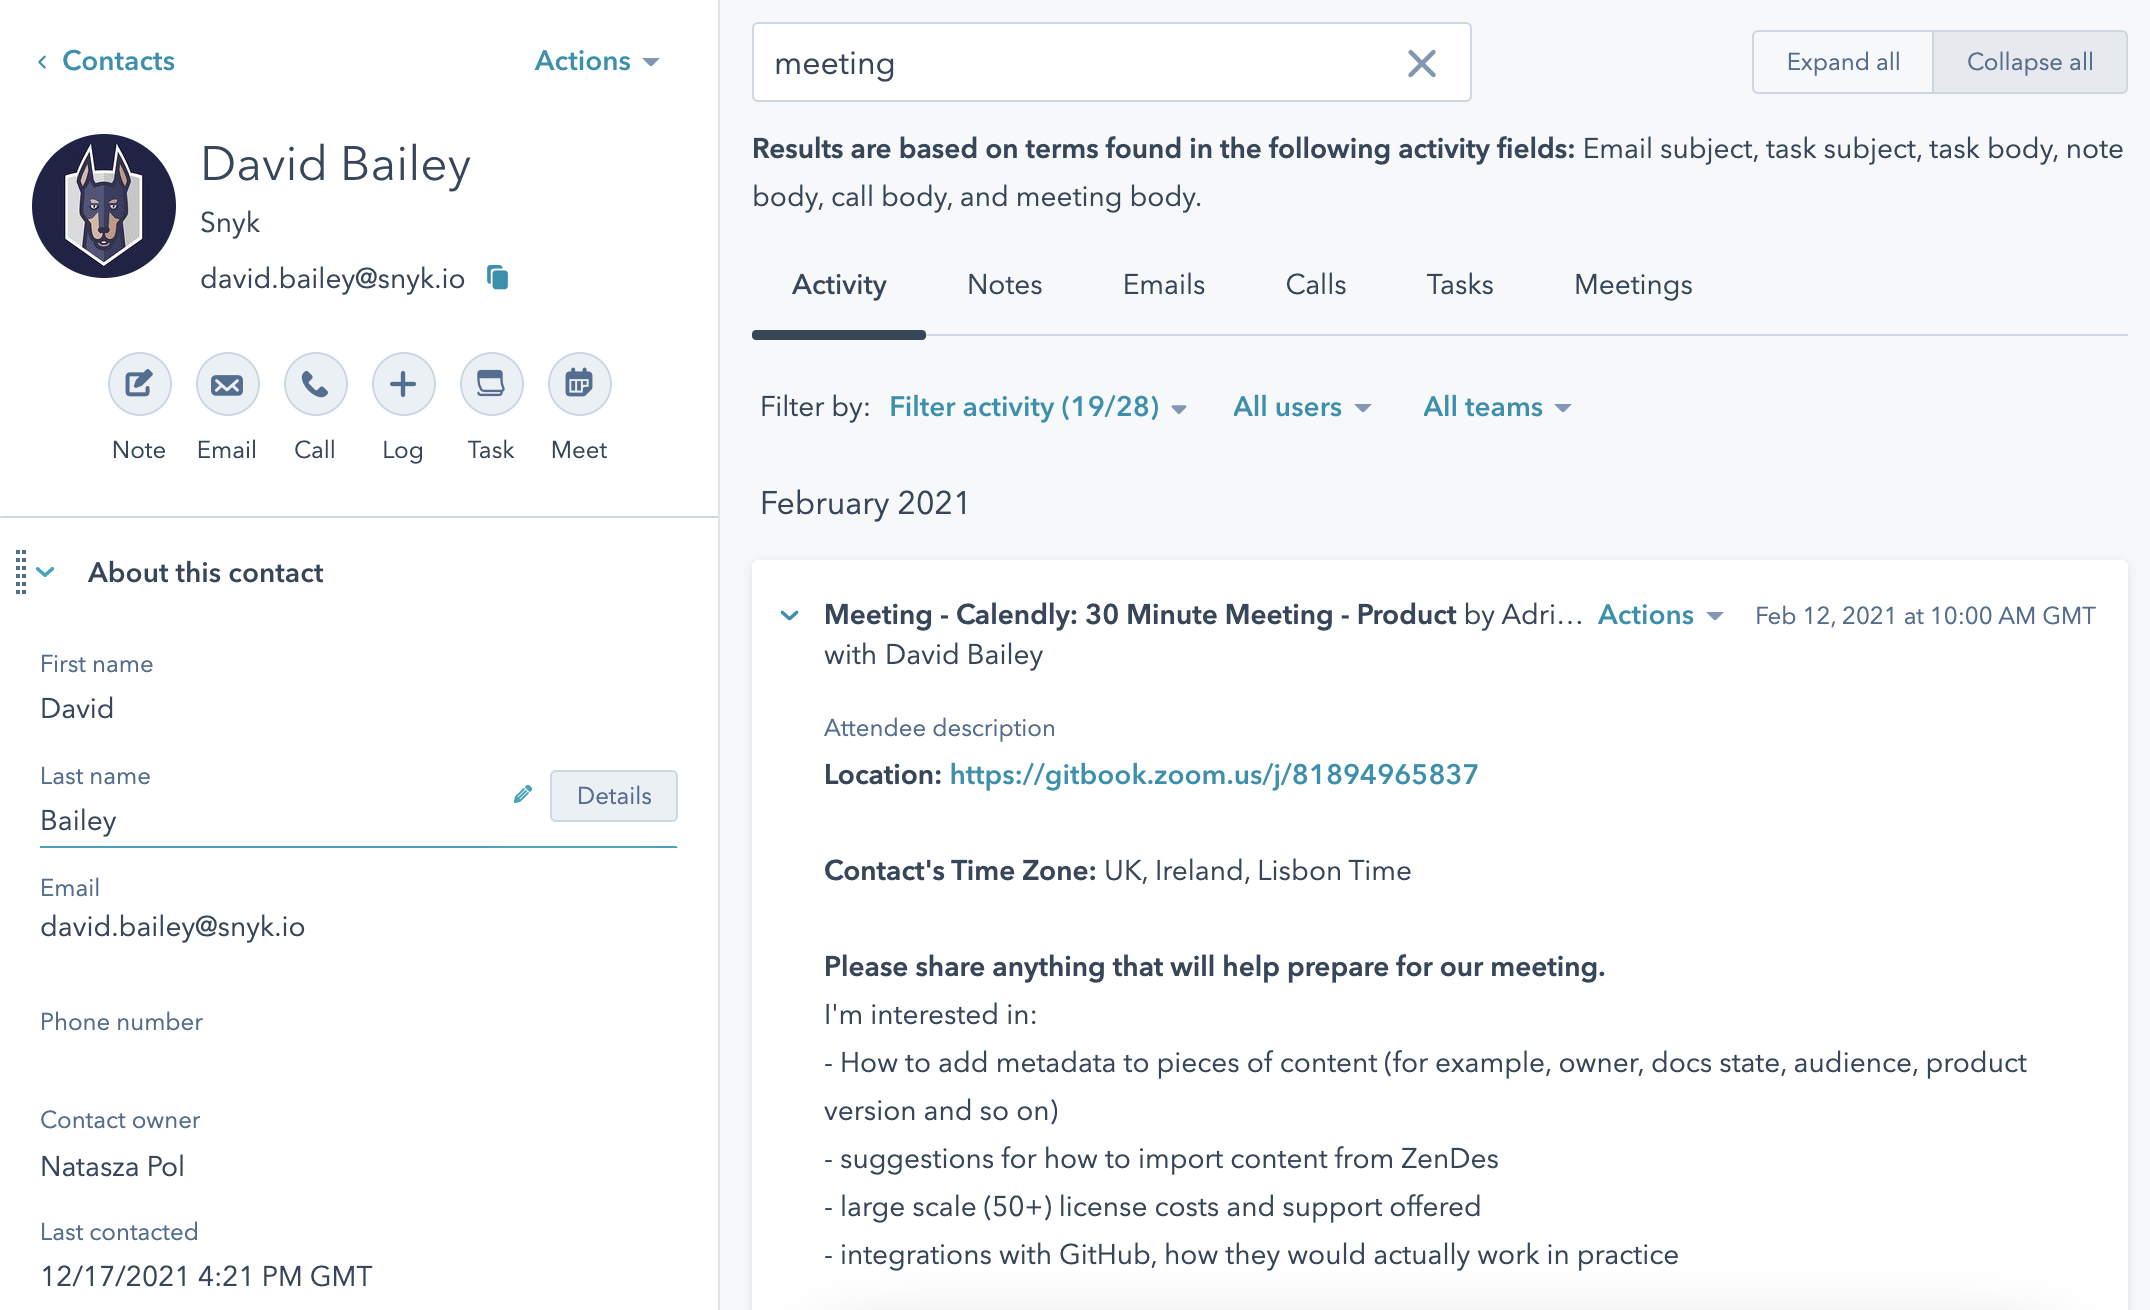 Contacts
Actions
David Bailey
Snyk
david.bailey@snyk.io
Note Email Call Log Task Meet
About this contact
First name
David
Last name
Bailey
Details
Email
david.bailey@snyk.io
Phone number
Contact owner
Natasza Pol
Last contacted
12/17/2021 4:21 PM GMT
meeting
Expand all Collapse all
Results are based on terms found in the following activity fields: Email subject, task subject, task body, note
body, call body, and meeting body.
Activity Notes Emails Calls Tasks Meetings
Filter by: Filter activity (19/28) All users All teams
February 2021
Meeting - Calendly: 30 Minute Meeting - Product by Adri... Actions Feb 12, 2021 at 10:00 AM GMT
with David Bailey
Attendee description
Location: https://gitbook.zoom.us/j/81894965837
Contact's Time Zone: UK, Ireland, Lisbon Time
Please share anything that will help prepare for our meeting.
I'm interested in:
- How to add metadata to pieces of content (for example, owner, docs state, audience, product
version and so on)
- suggestions for how to import content from ZenDes
- large scale (50+) license costs and support offered
- integrations with GitHub, how they would actually work in practice